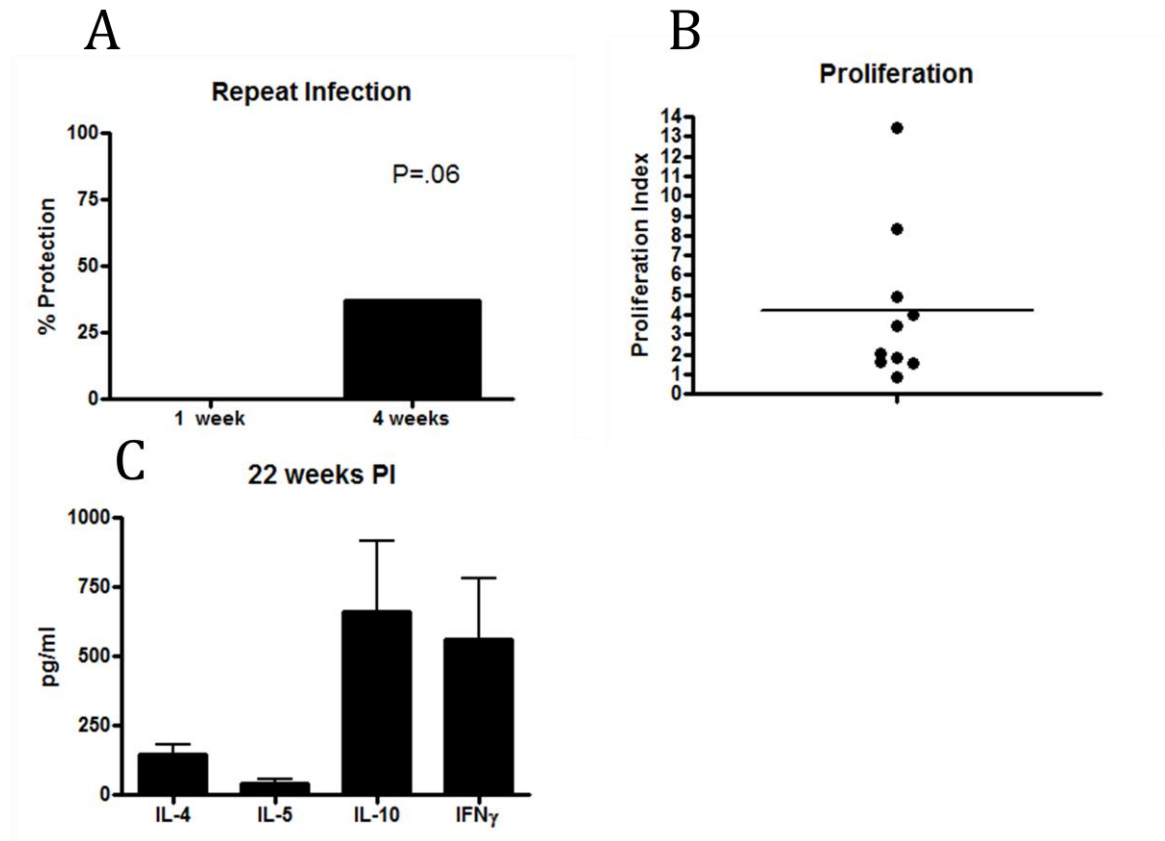 A
Repeat Infection
% Protection
100
75
50
25
0
P=.06
1 week
4 weeks
B
Proliferation
Proliferation Index
14
13
12
11
10
9
8
7
6
5
4
3
2
1
0
C
22 weeks PI
pg/ml
1000
750
500
250
0
IL-4
IL-5
IL-10
IFNγ